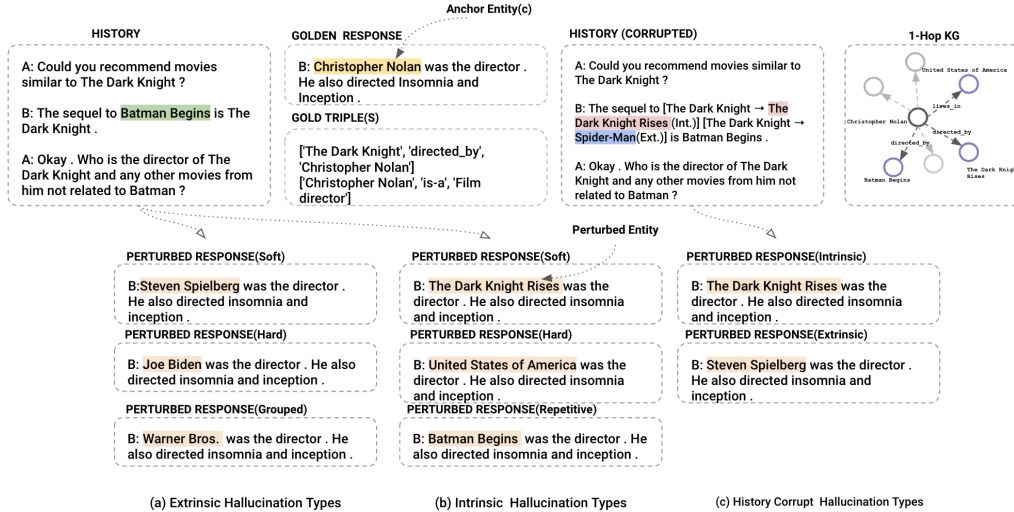 Anchor Entity(c)
HISTORY
A: Could you recommend movies
similar to The Dark Knight ?
B: The sequel to Batman Begins is The
Dark Knight .
A: Okay . Who is the director of The
Dark Knight and any other movies from
him not related to Batman ?
GOLDEN RESPONSE
B: Christopher Nolan was the director .
He also directed Insomnia and
Inception .
GOLD TRIPLE(S)
['The Dark Knight', 'directed_by',
'Christopher Nolan']
['Christopher Nolan', 'is-a', 'Film
director']
HISTORY (CORRUPTED)
A: Could you recommend movies similar to
The Dark Knight ?
B: The sequel to [The Dark Knight → The
Dark Knight Rises (Int.)] [The Dark Knight →
Spider-Man(Ext.)] is Batman Begins .
A: Okay . Who is the director of The Dark
Knight and any other movies from him not
related to Batman ?
1-Hop KG
United States of America
lives_in
Christopher Nolan
directed_by
directed_by
Batman Begins
The Dark Knig
Rises
Perturbed Entity
PERTURBED RESPONSE(Soft)
B:Steven Spielberg was the director .
He also directed insomnia and
inception .
PERTURBED RESPONSE(Hard)
B: Joe Biden was the director . He also
directed insomnia and inception .
PERTURBED RESPONSE(Grouped)
B: Warner Bros. was the director . He
also directed insomnia and inception .
PERTURBED RESPONSE(Soft)
B: The Dark Knight Rises was the
director . He also directed insomnia
and inception .
PERTURBED RESPONSE(Hard)
B: United States of America was the
director . He also directed insomnia
and inception .
PERTURBED RESPONSE(Repetitive)
B: Batman Begins was the director . He
also directed insomnia and inception .
PERTURBED RESPONSE(Intrinsic)
B: The Dark Knight Rises was the
director . He also directed insomnia
and inception .
PERTURBED RESPONSE(Extrinsic)
B: Steven Spielberg was the director .
He also directed insomnia and
inception .
(a) Extrinsic Hallucination Types
(b) Intrinsic Hallucination Types
(c) History Corrupt Hallucination Types